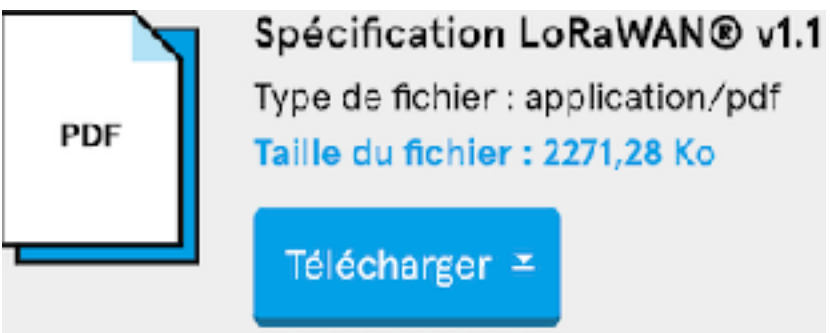 Spécification LoRaWAN® v1.1
Type de fichier : application/pdf
PDF
Taille du fichier : 2271,28 Ko
Télécharger